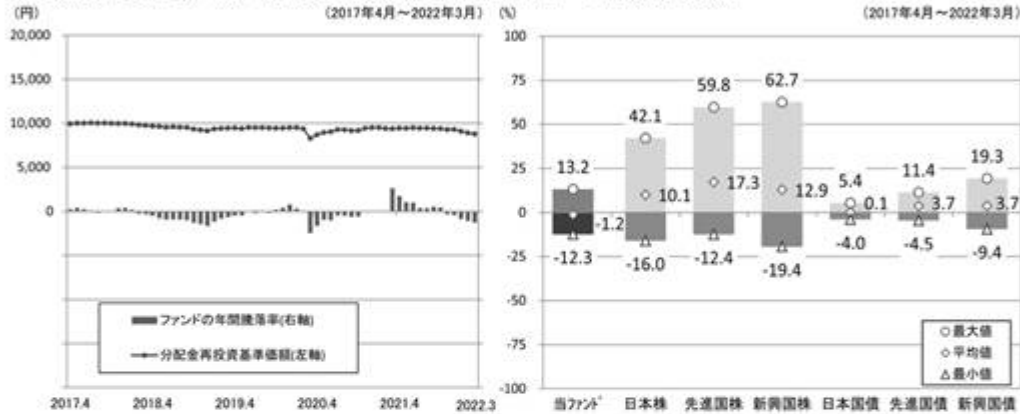 (円)
(2017年4月～2022年3月)
20,000
15,000
10,000
5,000
0
ファンドの年間騰落率(右軸)
分配金再投資基準価額(左軸)
2017.4 2018.4 2019.4 2020.4 2021.4 2022.3
(%)
(2017年4月～2022年3月)
100
75
50
25
0
-25
-50
-75
-100
13.2 42.1 59.8 62.7 5.4 11.4 19.3
-1.2 10.1 17.3 12.9 0.1 3.7 3.7
-12.3 -16.0 -12.4 -19.4 -4.0 -4.5 -9.4
最大値
平均値
最小値
当ファンド 日本株 先進国株 新興国株 日本国債 先進国債 新興国債